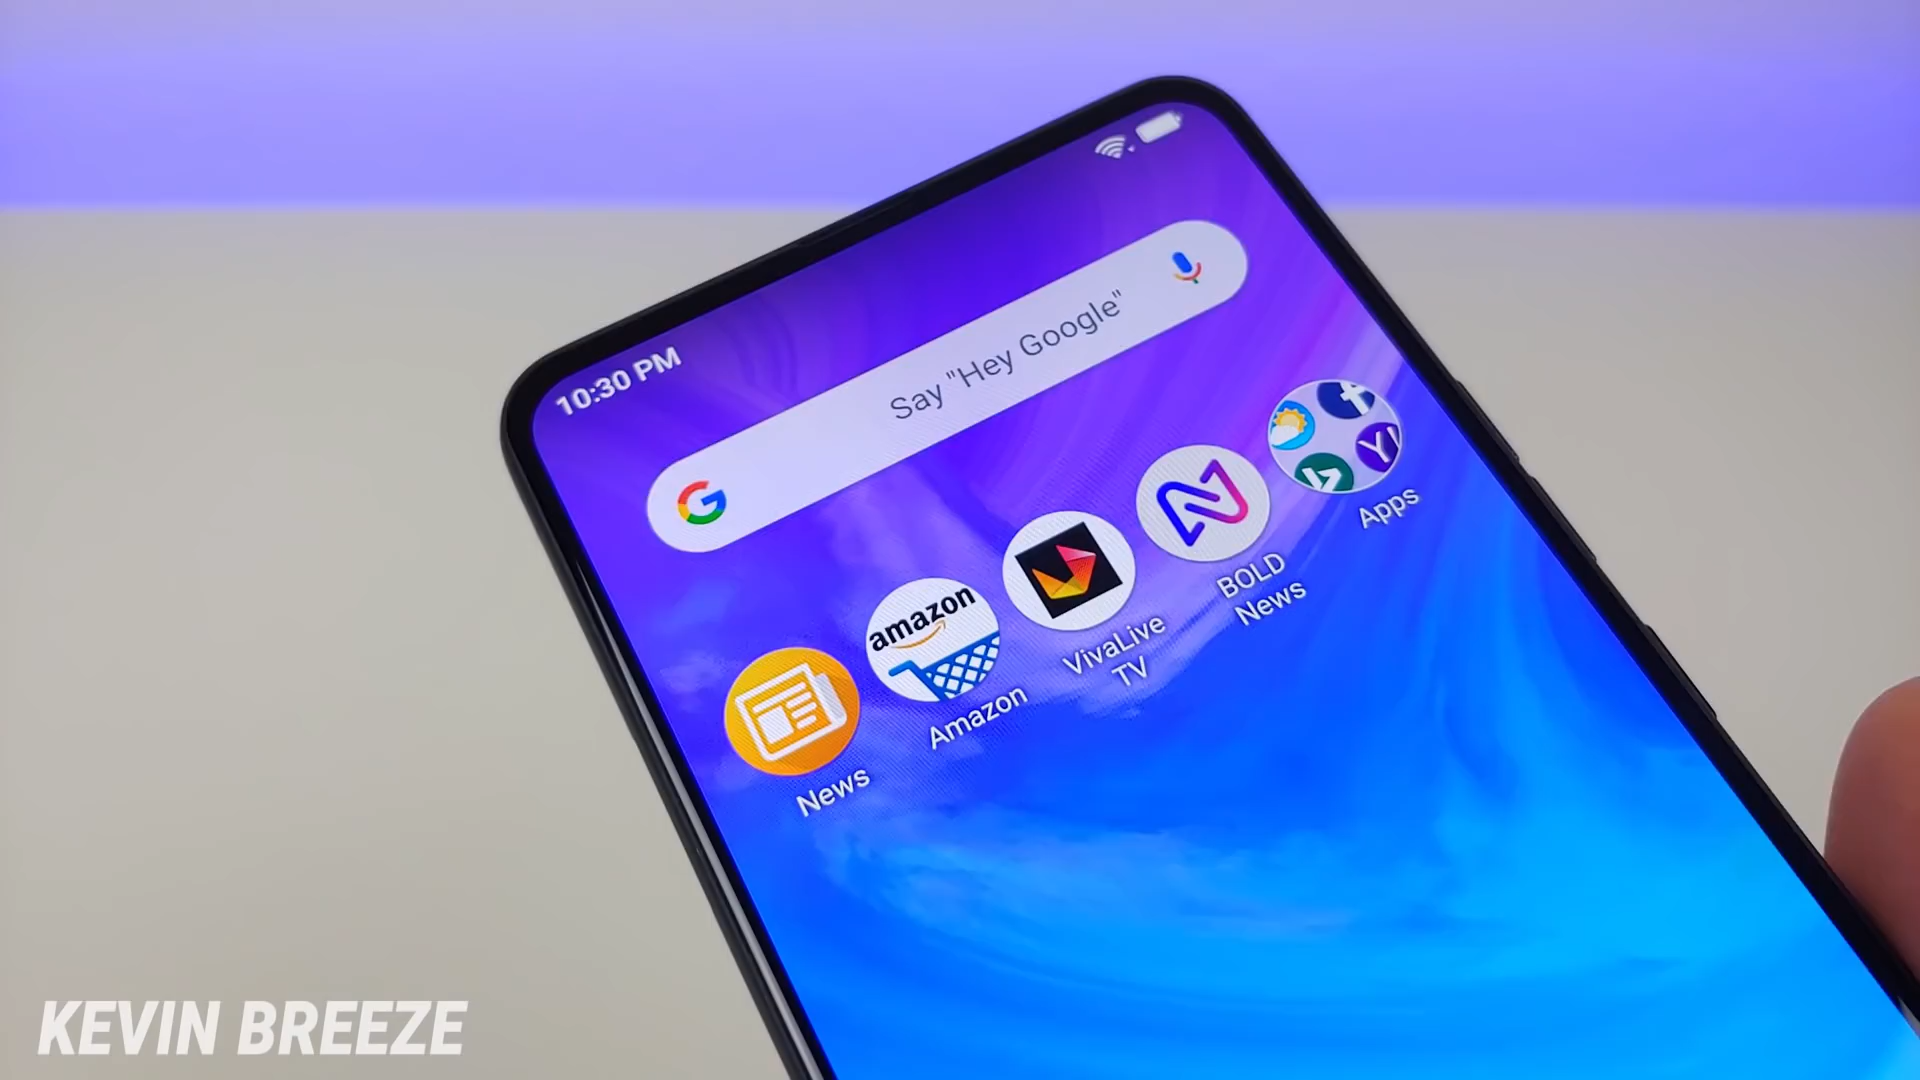 10:30 PM
Say "Hey Google"
G
amazon
News
Amazon
VivaLive
TV
BOLD
News
Apps
KEVIN BREEZE